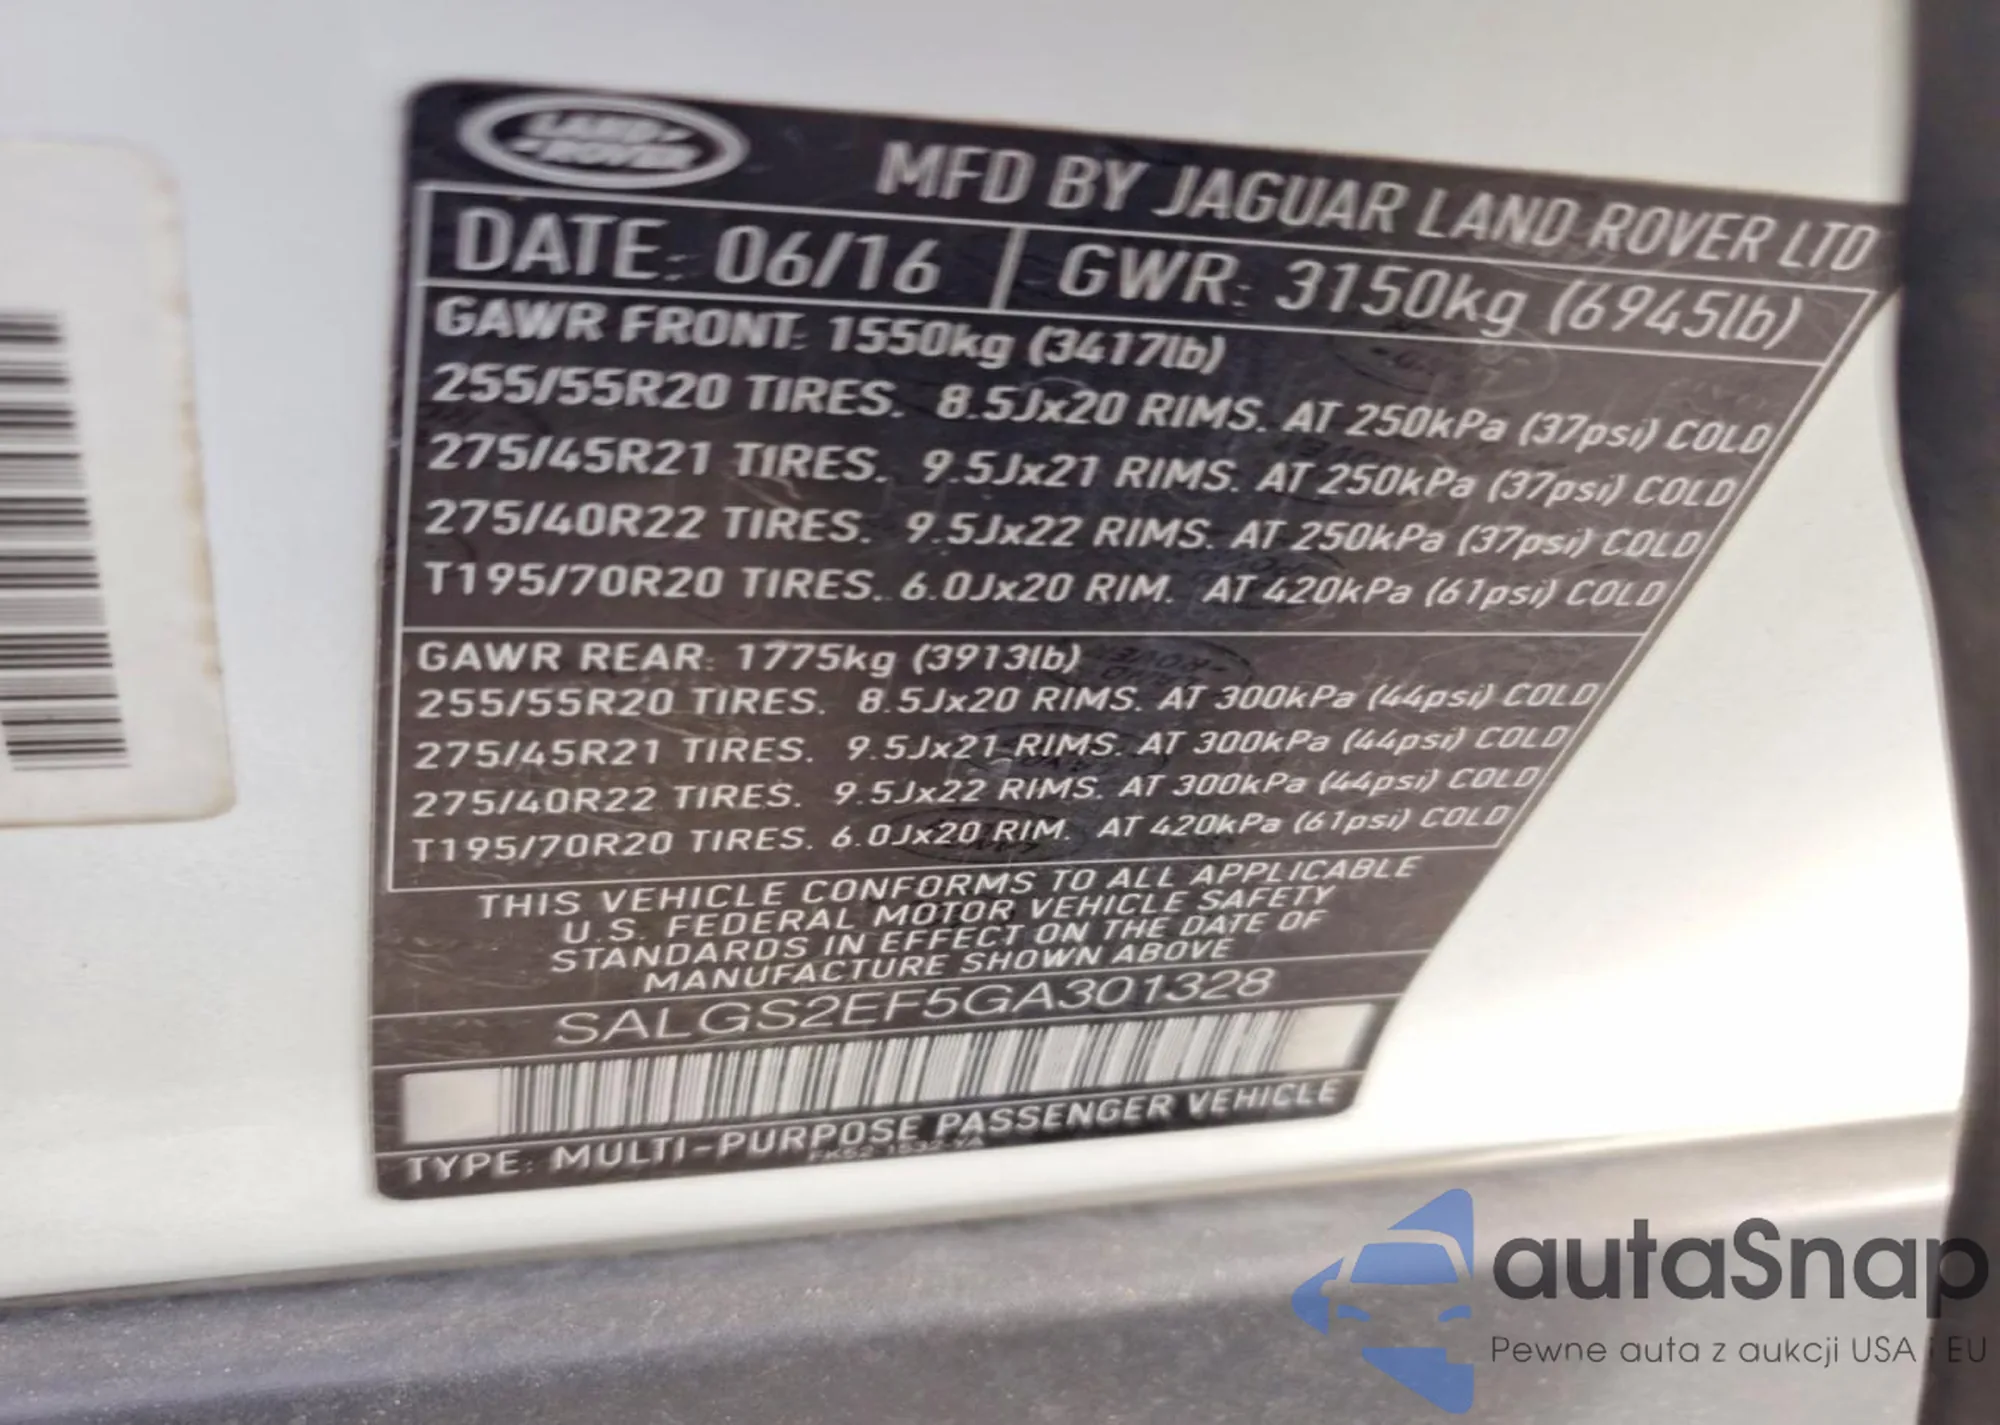 LAND-
-ROVER
MFD BY JAGUAR LAND ROVER LTD
DATE: 06/16 GWR: 3150kg (6945lb)
GAWR FRONT: 1550kg (3417lb)
255/55R20 TIRES. 8.5Jx20 RIMS. AT 250kPa (37psi) COLD
275/45R21 TIRES. 9.5Jx21 RIMS. AT 250kPa (37psi) COLD
275/40R22 TIRES. 9.5Jx22 RIMS. AT 250kPa (37psi) COLD
T195/70R20 TIRES. 6.0Jx20 RIM. AT 420kPa (61psi) COLD
GAWR REAR: 1775kg (3913lb)
255/55R20 TIRES. 8.5Jx20 RIMS. AT 300kPa (44psi) COLD
275/45R21 TIRES. 9.5Jx21 RIMS. AT 300kPa (44psi) COLD
275/40R22 TIRES. 9.5Jx22 RIMS. AT 300kPa (44psi) COLD
T195/70R20 TIRES. 6.0Jx20 RIM. AT 420kPa (61psi) COLD
THIS VEHICLE CONFORMS TO ALL APPLICABLE
U.S. FEDERAL MOTOR VEHICLE SAFETY
STANDARDS IN EFFECT ON THE DATE OF
MANUFACTURE SHOWN ABOVE
SALGS2EF5GA301328
TYPE: MULTI-PURPOSE PASSENGER VEHICLE
autaSnap
Pewne auta z aukcji USA i EU